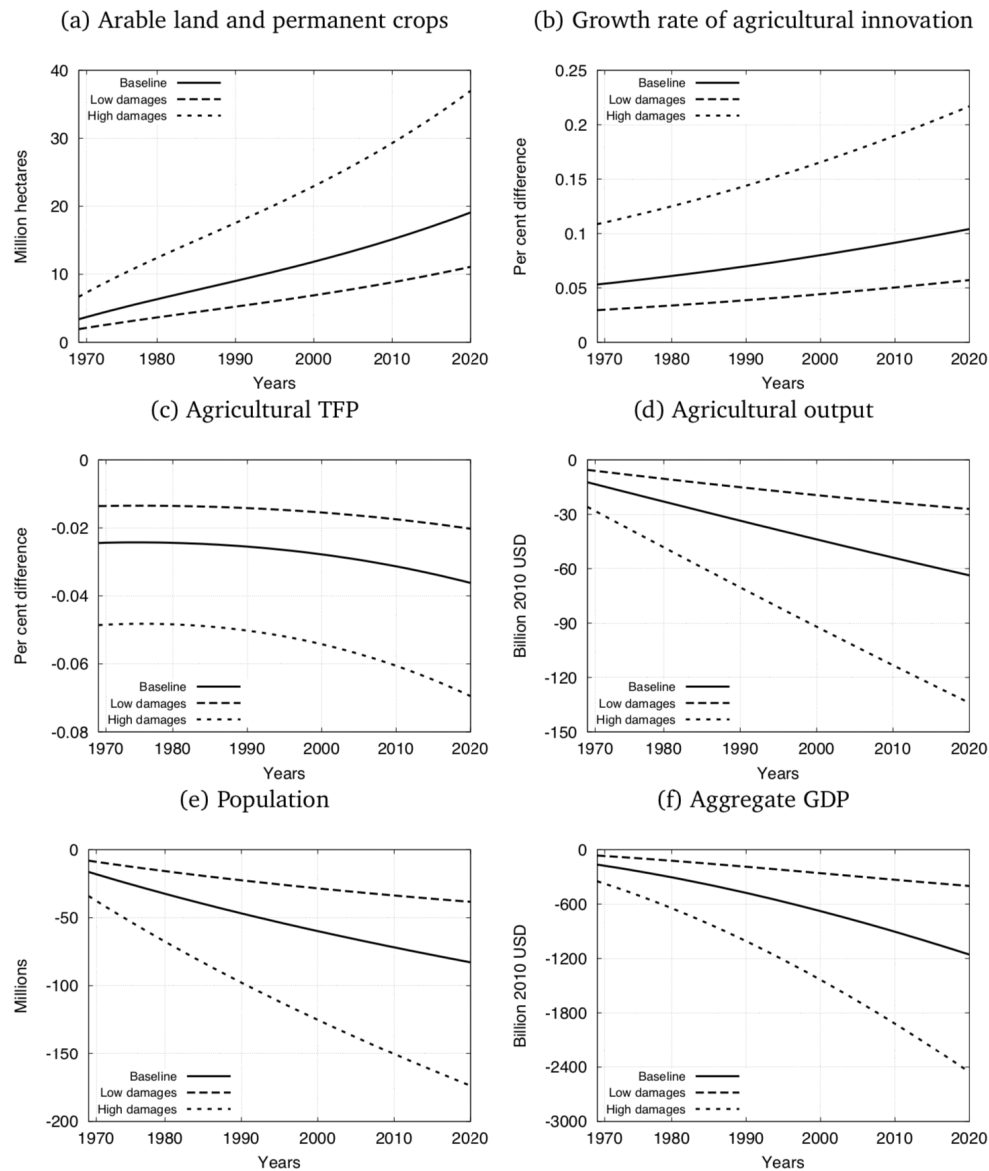 (a) Arable land and permanent crops
Million hectares
40
30
20
10
0
Baseline
Low damages
High damages
1970 1980 1990 2000 2010 2020
Years
(b) Growth rate of agricultural innovation
Per cent difference
0.25
0.2
0.15
0.1
0.05
0
Baseline
Low damages
High damages
1970 1980 1990 2000 2010 2020
Years
(c) Agricultural TFP
Per cent difference
0
-0.02
-0.04
-0.06
-0.08
Baseline
Low damages
High damages
1970 1980 1990 2000 2010 2020
Years
(d) Agricultural output
Billion 2010 USD
0
-30
-60
-90
-120
-150
Baseline
Low damages
High damages
1970 1980 1990 2000 2010 2020
Years
(e) Population
Millions
0
-50
-100
-150
-200
Baseline
Low damages
High damages
1970 1980 1990 2000 2010 2020
Years
(f) Aggregate GDP
Billion 2010 USD
0
-600
-1200
-1800
-2400
-3000
Baseline
Low damages
High damages
1970 1980 1990 2000 2010 2020
Years